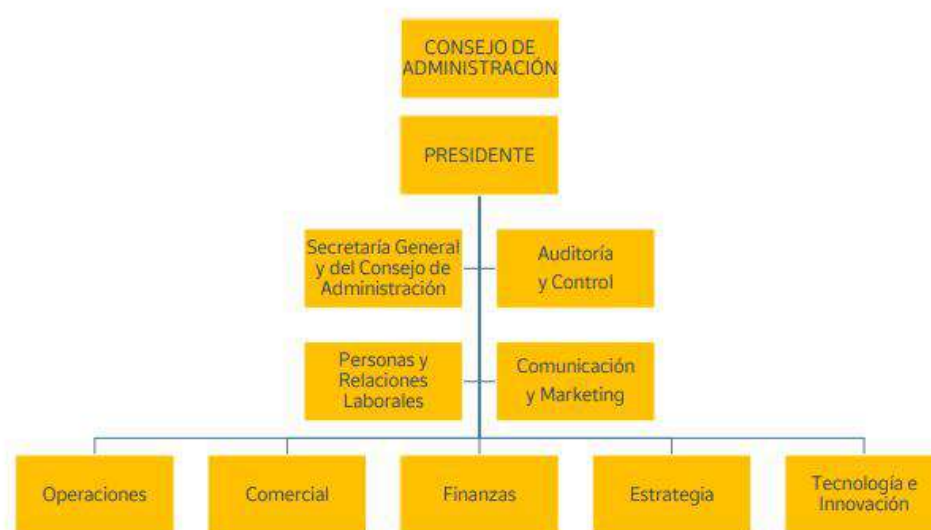 CONSEJO DE
ADMINISTRACIÓN
PRESIDENTE
Secretaría General
y del Consejo de
Administración
Auditoría
y Control
Personas y
Relaciones
Laborales
Comunicación
y Marketing
Operaciones
Comercial
Finanzas
Estrategia
Tecnología e
Innovación